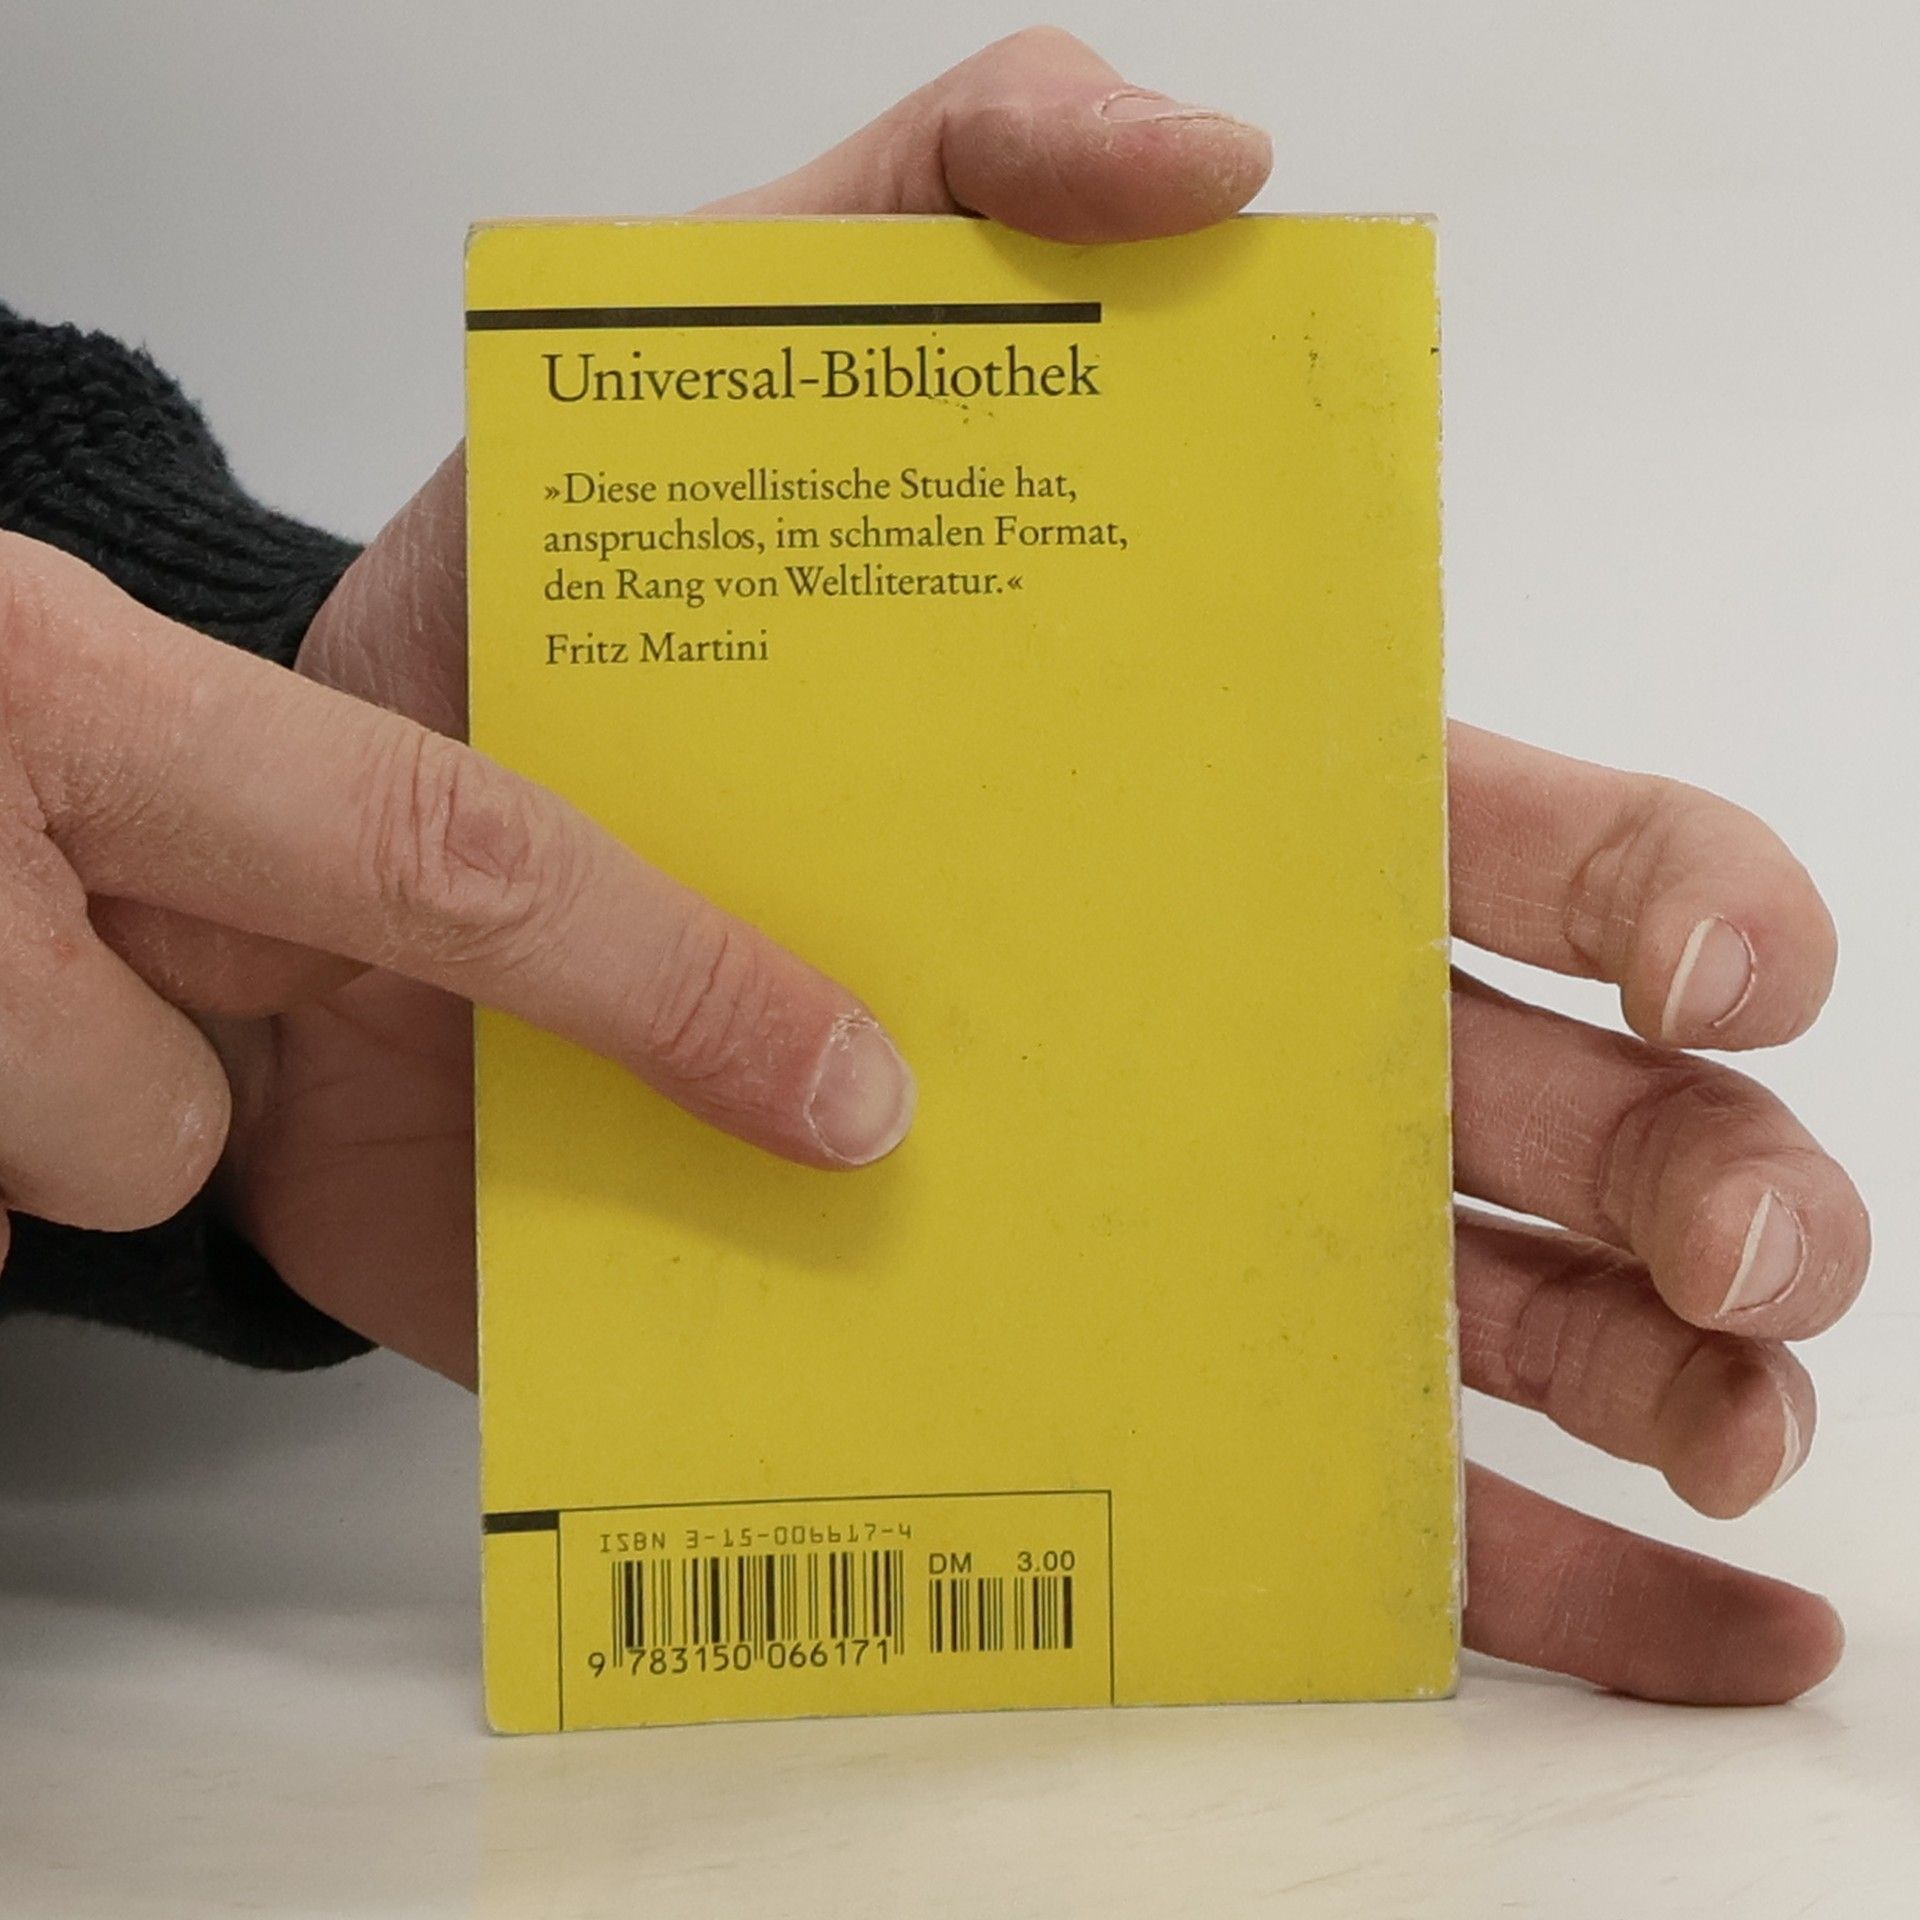 Universal-Bibliothek
»Diese novellistische Studie hat,
anspruchslos, im schmalen Format,
den Rang von Weltliteratur.«
Fritz Martini
ISBN 3-15-006617-4
DM 3.00
9 783150 066171